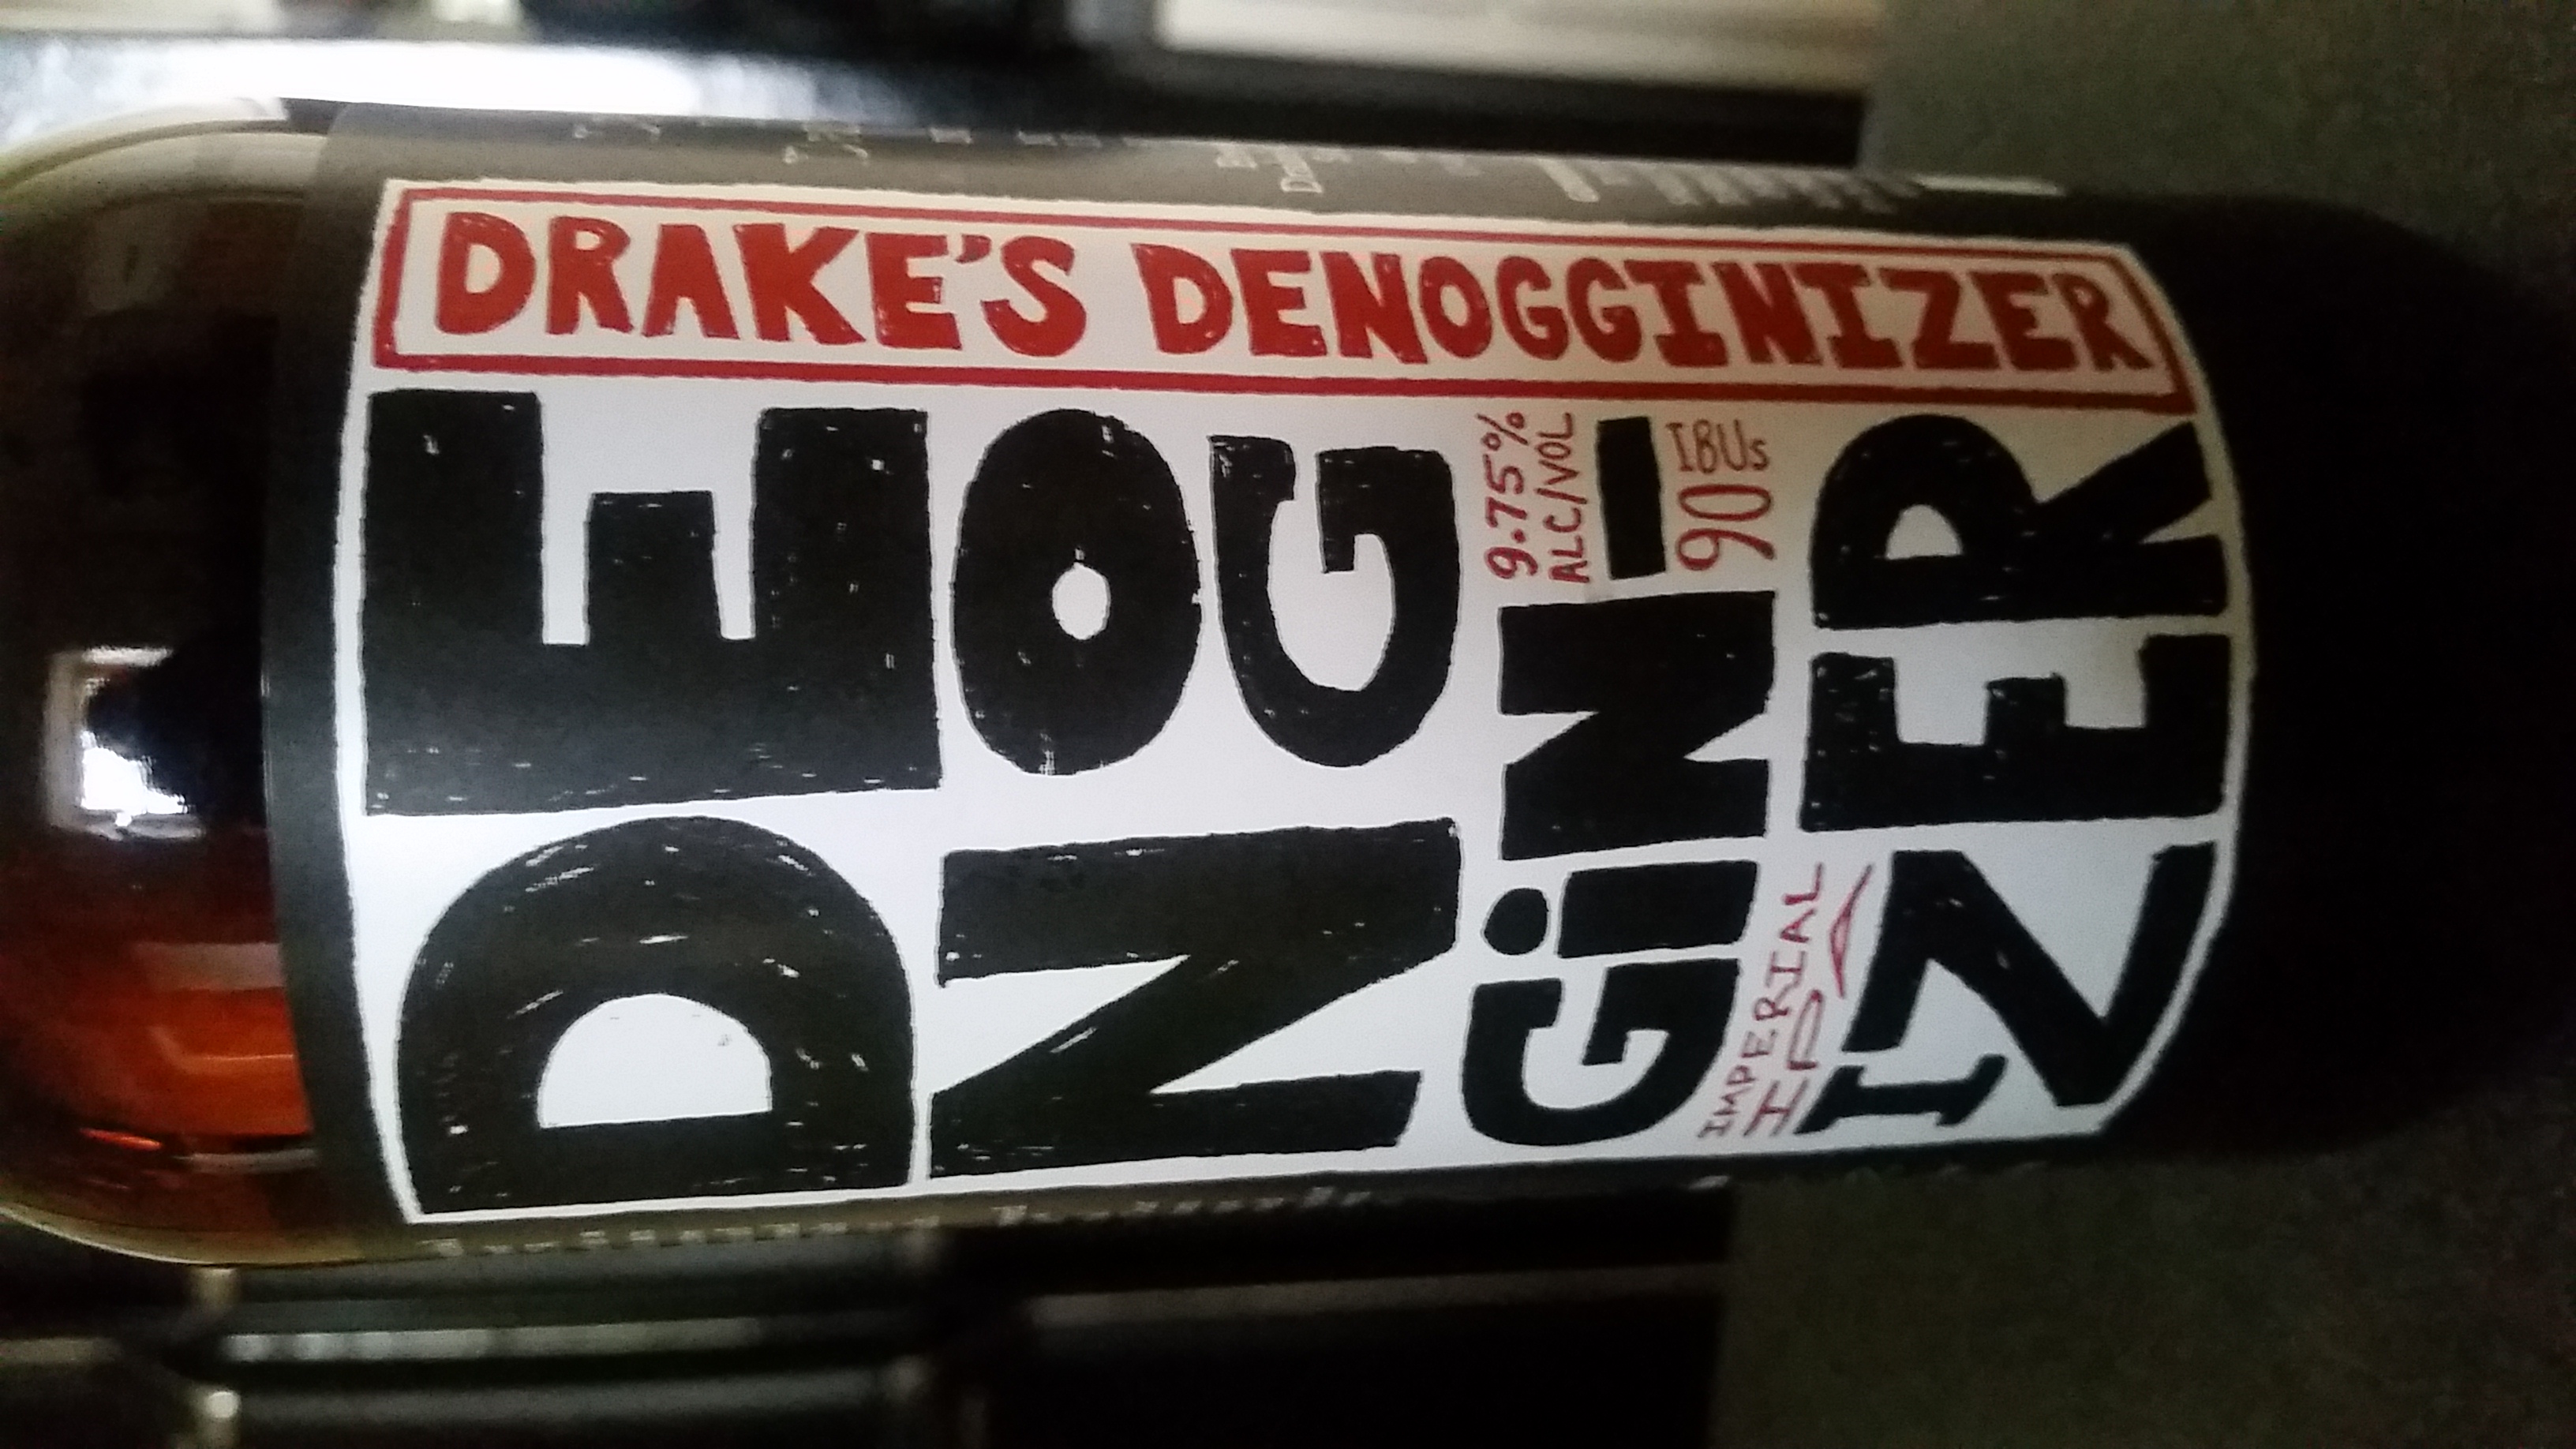 DRAKE'S DENOGGINIZER
DE
NOG
GiN-
9.75%
ALC/VOL
IBUs
90
IMPERIAL
IPA
IZER